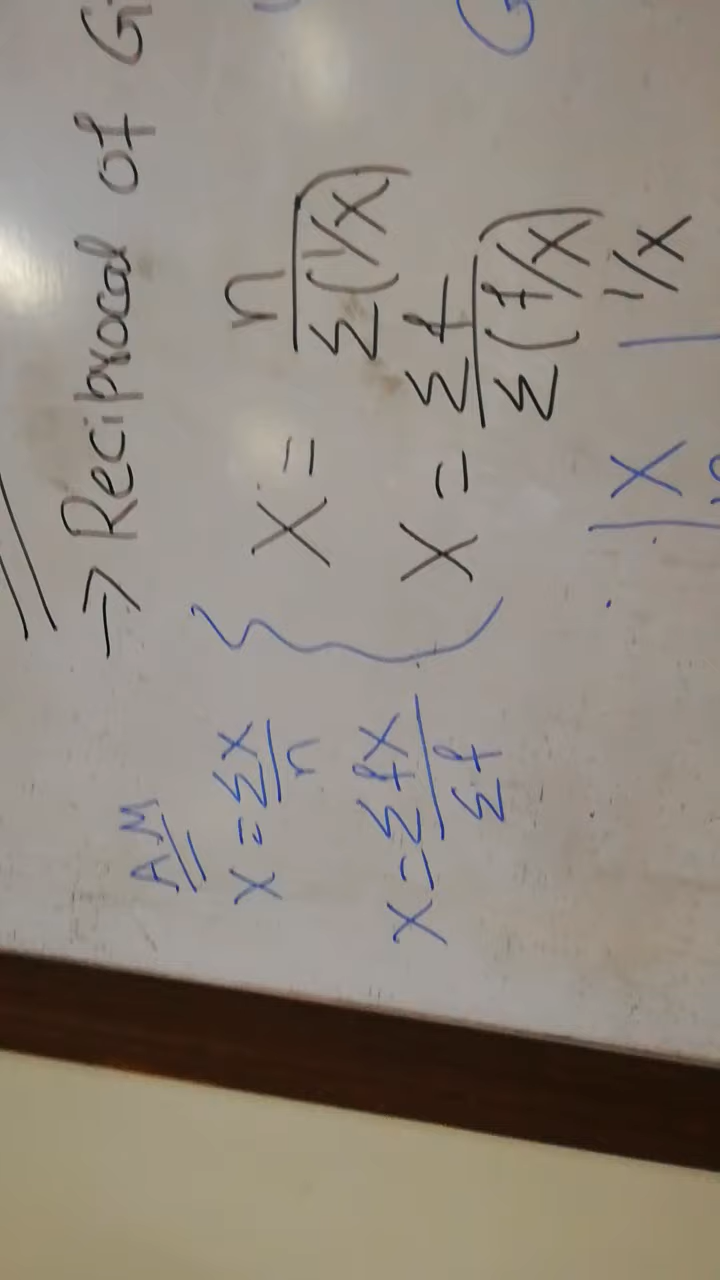 → Reciprocal of
AM
X = Σx / n
X = Σfx / Σf
X = n / Σ(1/x)
X = Σf / Σ(f/x)
X | 1/x